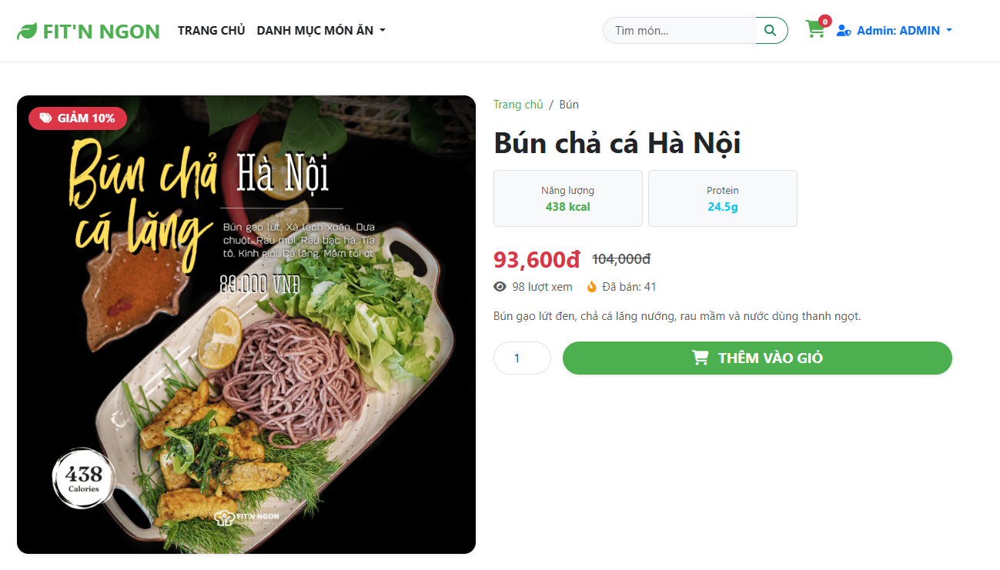 FIT'N NGON
TRANG CHỦ
DANH MỤC MÓN ĂN
Tìm món...
0
Admin: ADMIN
GIẢM 10%
Bún chả
cá lăng
Hà Nội
Bún gạo lứt, Xà lách xoăn, Dưa
chuột, Rau mùi, Rau bạc hà, Tía
tô, Kinh giới, Cá lăng, Mắm tỏi ớt
89.000 VNĐ
438
Calories
FIT'N NGON
Trang chủ / Bún
Bún chả cá Hà Nội
Năng lượng
438 kcal
Protein
24.5g
93,600đ 104,000đ
98 lượt xem
Đã bán: 41
Bún gạo lứt đen, chả cá lăng nướng, rau mầm và nước dùng thanh ngọt.
1
THÊM VÀO GIỎ